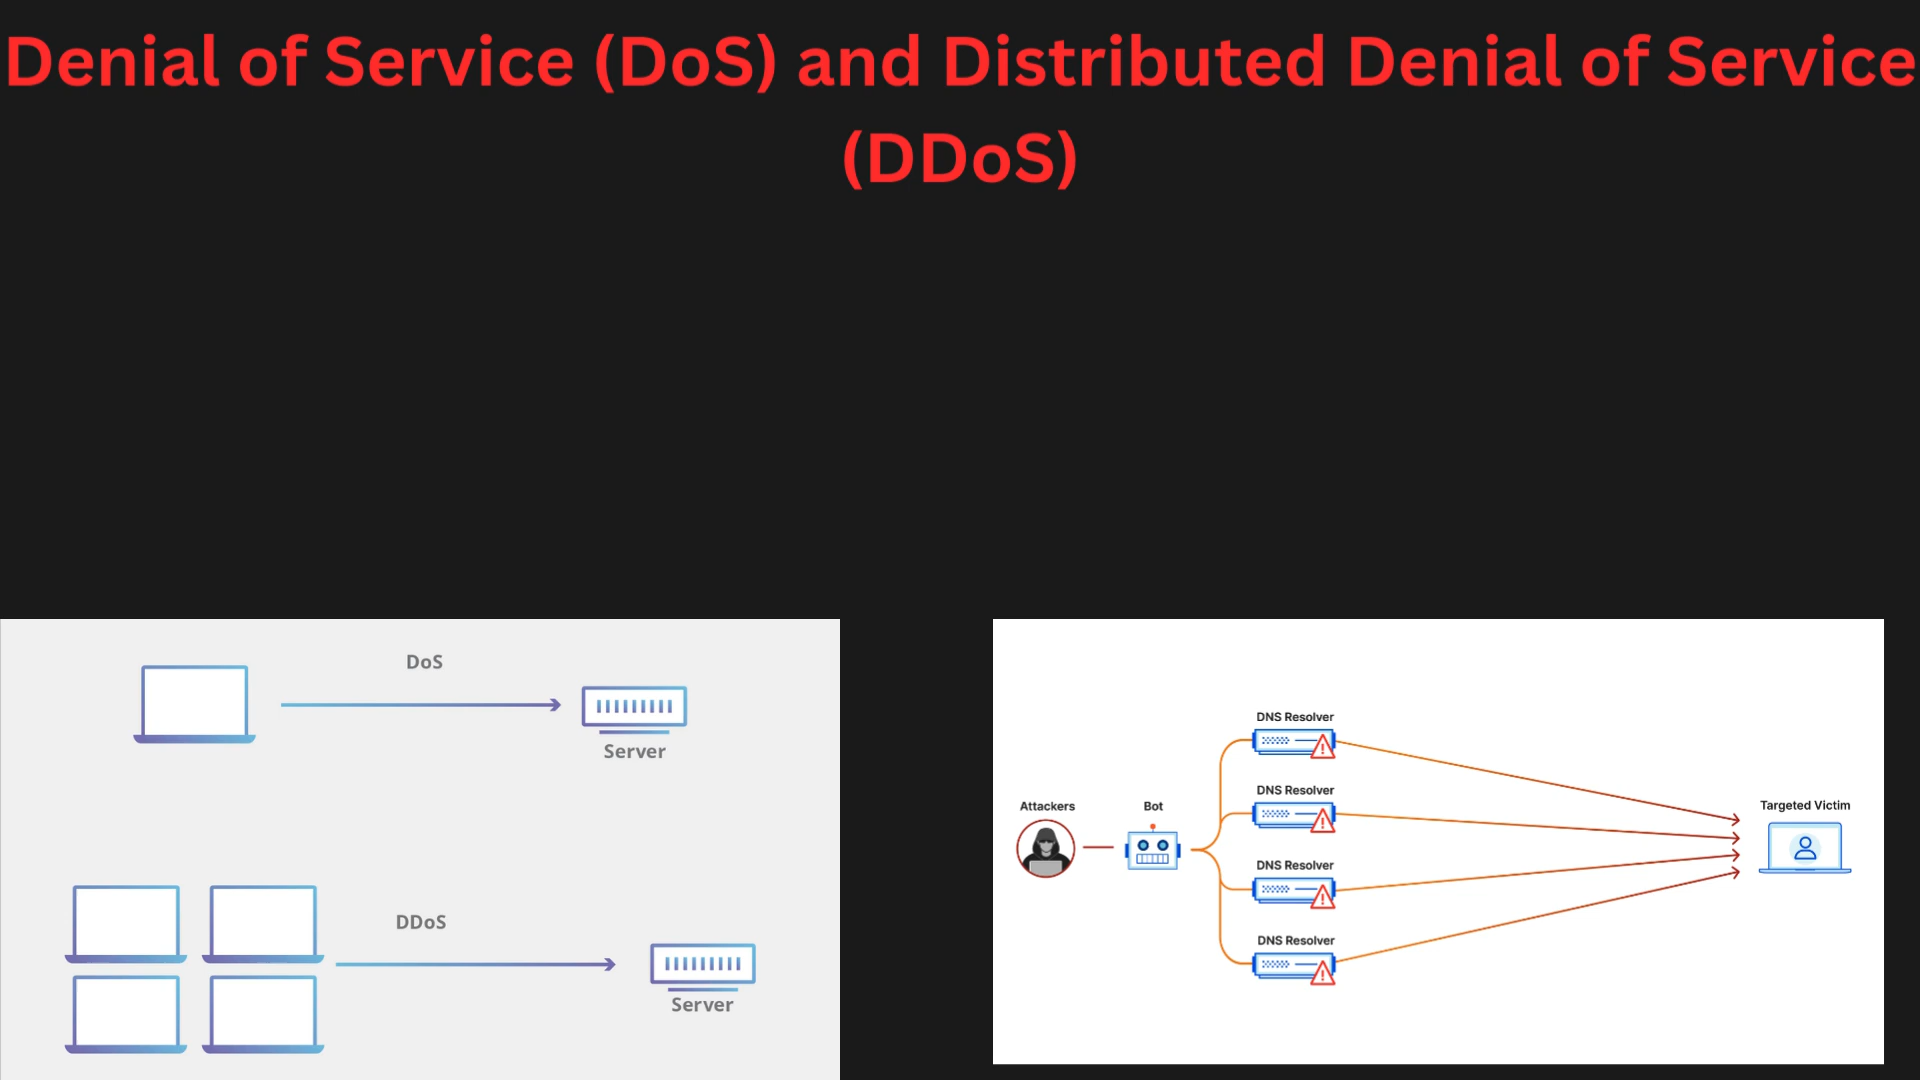 Denial of Service (DoS) and Distributed Denial of Service
(DDoS)
DoS
Server
DDoS
Server
DNS Resolver
DNS Resolver
Attackers
Bot
Targeted Victim
DNS Resolver
DNS Resolver